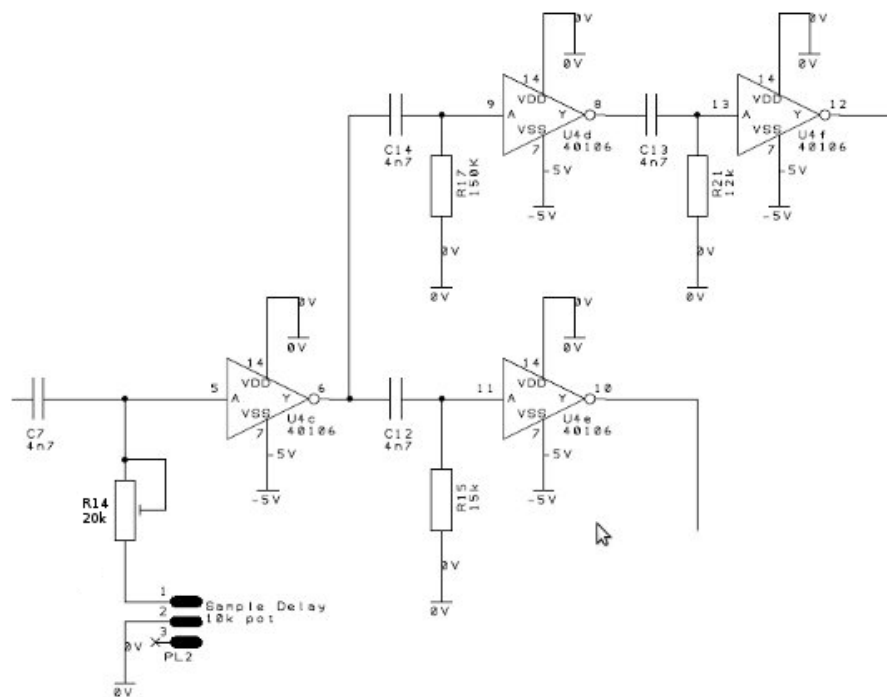 0V
0V
14
VDD
9
A
Y
8
VSS
7
U4d
40106
-5V
-5V
C14
4n7
R17
150K
0V
0V
0V
0V
14
VDD
13
A
Y
12
VSS
7
U4f
40106
-5V
-5V
C13
4n7
R21
12k
0V
0V
0V
0V
14
VDD
5
A
Y
6
VSS
7
U4c
40106
-5V
-5V
C7
4n7
R14
20k
1
2
3
Sample Delay
10k pot
PL2
0V
0V
0V
0V
14
VDD
11
A
Y
10
VSS
7
U4e
40106
-5V
-5V
C12
4n7
R15
15k
0V
0V